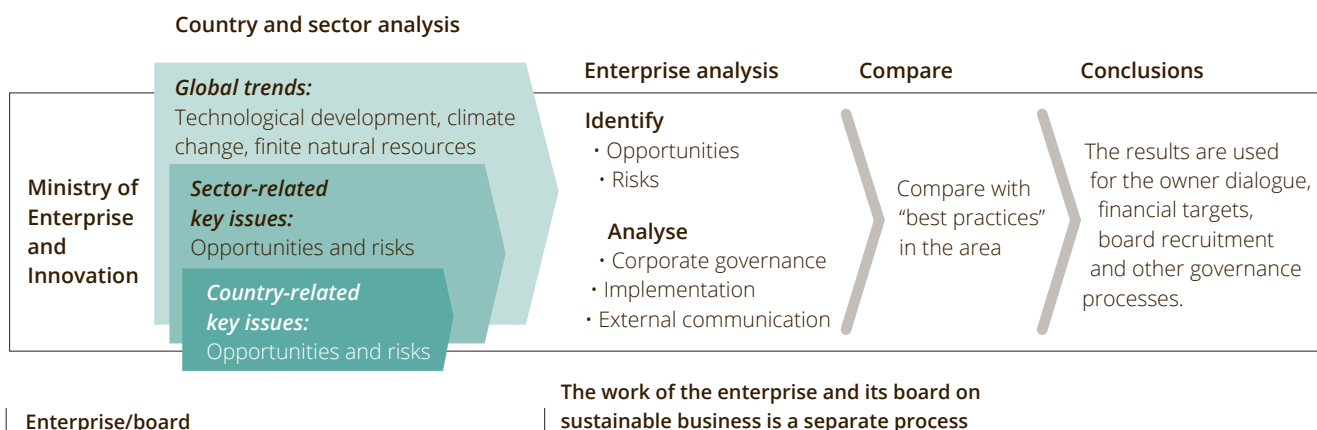 Country and sector analysis
Global trends:
Technological development, climate
change, finite natural resources
Sector-related
key issues:
Opportunities and risks
Country-related
key issues:
Opportunities and risks
Ministry of
Enterprise
and
Innovation
Enterprise analysis
Identify
• Opportunities
• Risks
Analyse
• Corporate governance
• Implementation
• External communication
Compare
Compare with
“best practices”
in the area
Conclusions
The results are used
for the owner dialogue,
financial targets,
board recruitment
and other governance
processes.
Enterprise/board
The work of the enterprise and its board on
sustainable business is a separate process